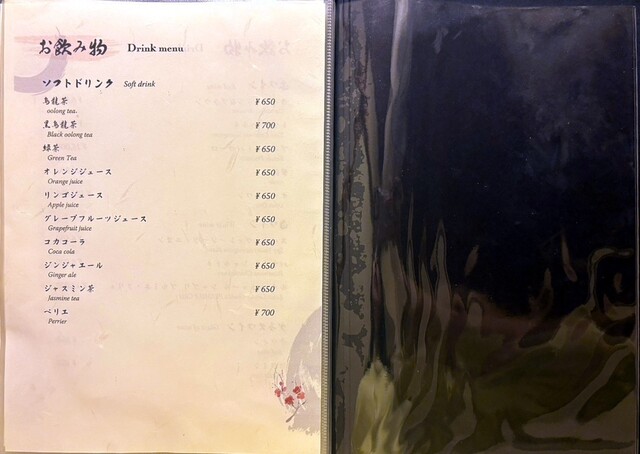 お飲み物 Drink menu
ソフトドリンク Soft drink
烏龍茶 ¥650
oolong tea.
黒烏龍茶 ¥700
Black oolong tea
緑茶 ¥650
Green Tea
オレンジジュース ¥650
Orange juice
リンゴジュース ¥650
Apple juice
グレープフルーツジュース ¥650
Grapefruit juice
コカコーラ ¥650
Coca cola
ジンジャエール ¥650
Ginger ale
ジャスミン茶 ¥650
Jasmine tea
ペリエ ¥700
Perrier